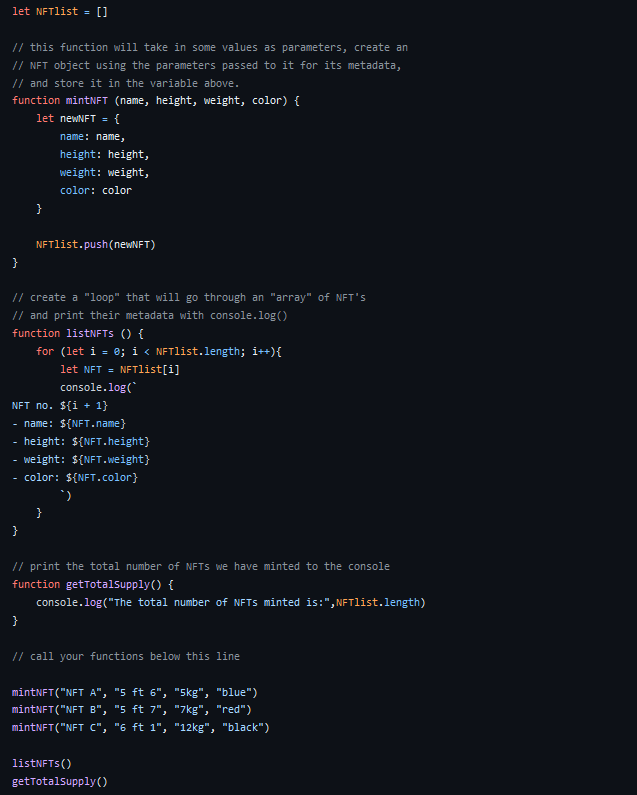 let NFTlist = []

// this function will take in some values as parameters, create an
// NFT object using the parameters passed to it for its metadata,
// and store it in the variable above.
function mintNFT (name, height, weight, color) {
    let newNFT = {
        name: name,
        height: height,
        weight: weight,
        color: color
    }

    NFTlist.push(newNFT)
}

// create a "loop" that will go through an "array" of NFT's
// and print their metadata with console.log()
function listNFTs () {
    for (let i = 0; i < NFTlist.length; i++){
        let NFT = NFTlist[i]
        console.log(`
NFT no. ${i + 1}
- name: ${NFT.name}
- height: ${NFT.height}
- weight: ${NFT.weight}
- color: ${NFT.color}
        `)
    }
}

// print the total number of NFTs we have minted to the console
function getTotalSupply() {
    console.log("The total number of NFTs minted is:",NFTlist.length)
}

// call your functions below this line

mintNFT("NFT A", "5 ft 6", "5kg", "blue")
mintNFT("NFT B", "5 ft 7", "7kg", "red")
mintNFT("NFT C", "6 ft 1", "12kg", "black")

listNFTs()
getTotalSupply()